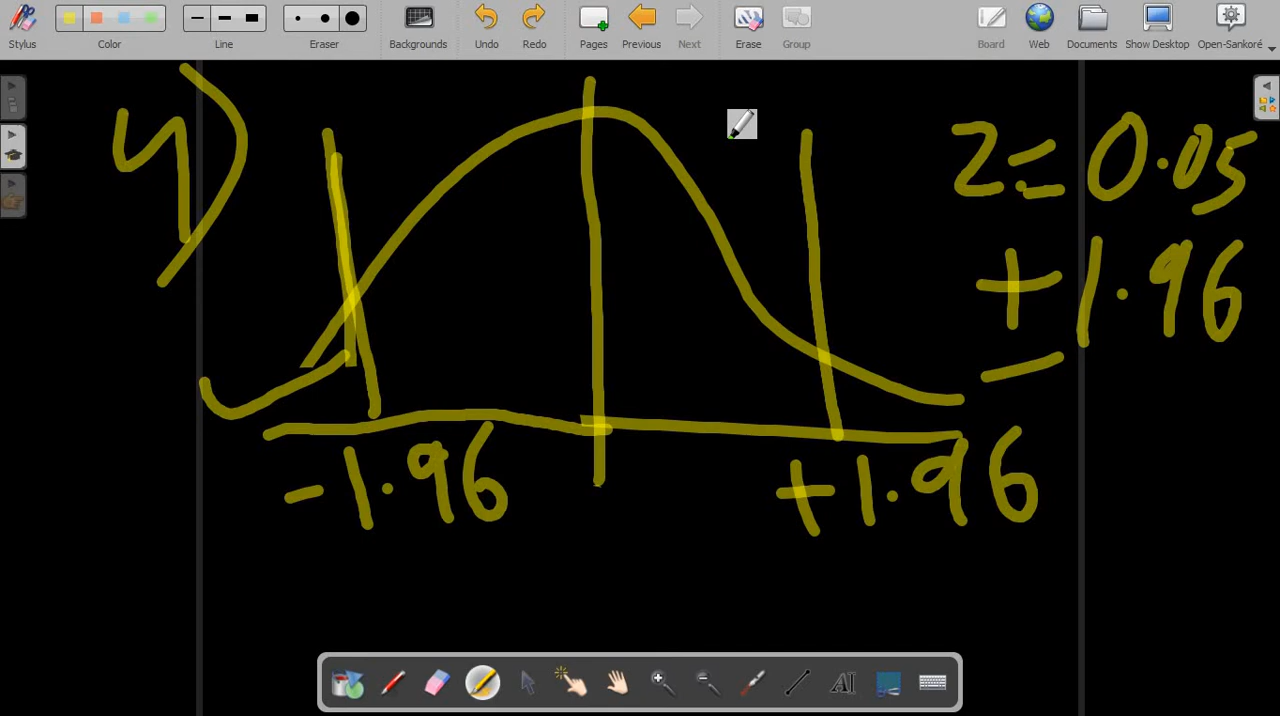 Stylus Color Line Eraser Backgrounds Undo Redo Pages Previous Next Erase Group Board Web Documents Show Desktop Open-Sankoré
4)
Z = 0.05
± 1.96
-1.96 +1.96